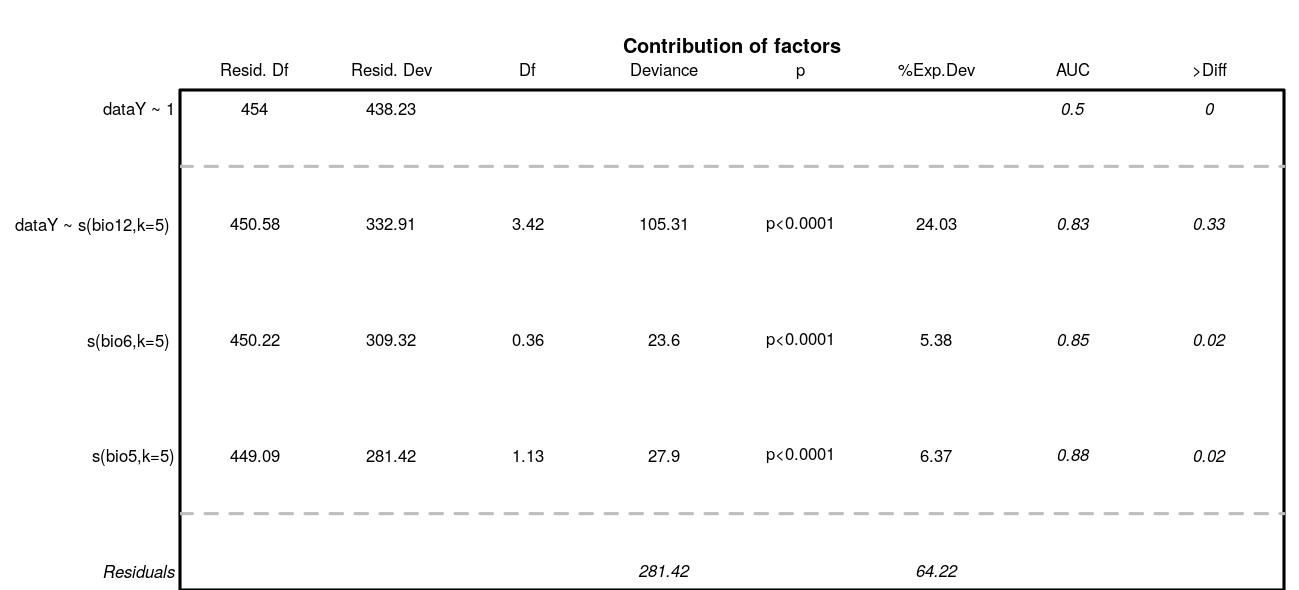 Contribution of factors
Resid. Df Resid. Dev Df Deviance p %Exp.Dev AUC >Diff
dataY ~ 1 454 438.23 0.5 0
dataY ~ s(bio12,k=5) 450.58 332.91 3.42 105.31 p<0.0001 24.03 0.83 0.33
s(bio6,k=5) 450.22 309.32 0.36 23.6 p<0.0001 5.38 0.85 0.02
s(bio5,k=5) 449.09 281.42 1.13 27.9 p<0.0001 6.37 0.88 0.02
Residuals 281.42 64.22